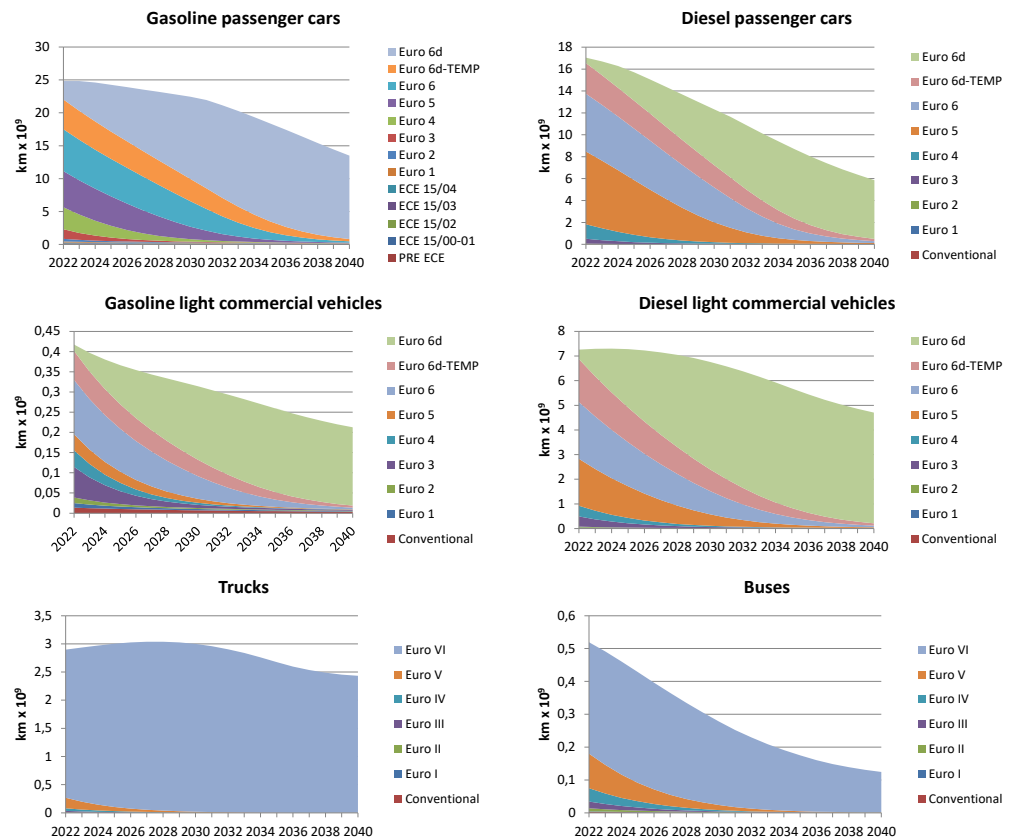 Gasoline passenger cars
km x 10⁹
30
25
20
15
10
5
0
2022 2024 2026 2028 2030 2032 2034 2036 2038 2040
Euro 6d
Euro 6d-TEMP
Euro 6
Euro 5
Euro 4
Euro 3
Euro 2
Euro 1
ECE 15/04
ECE 15/03
ECE 15/02
ECE 15/00-01
PRE ECE
Diesel passenger cars
km x 10⁹
18
16
14
12
10
8
6
4
2
0
2022 2024 2026 2028 2030 2032 2034 2036 2038 2040
Euro 6d
Euro 6d-TEMP
Euro 6
Euro 5
Euro 4
Euro 3
Euro 2
Euro 1
Conventional
Gasoline light commercial vehicles
km x 10⁹
0,45
0,4
0,35
0,3
0,25
0,2
0,15
0,1
0,05
0
2022 2024 2026 2028 2030 2032 2034 2036 2038 2040
Euro 6d
Euro 6d-TEMP
Euro 6
Euro 5
Euro 4
Euro 3
Euro 2
Euro 1
Conventional
Diesel light commercial vehicles
km x 10⁹
8
7
6
5
4
3
2
1
0
2022 2024 2026 2028 2030 2032 2034 2036 2038 2040
Euro 6d
Euro 6d-TEMP
Euro 6
Euro 5
Euro 4
Euro 3
Euro 2
Euro 1
Conventional
Trucks
km x 10⁹
3,5
3
2,5
2
1,5
1
0,5
0
2022 2024 2026 2028 2030 2032 2034 2036 2038 2040
Euro VI
Euro V
Euro IV
Euro III
Euro II
Euro I
Conventional
Buses
km x 10⁹
0,6
0,5
0,4
0,3
0,2
0,1
0
2022 2024 2026 2028 2030 2032 2034 2036 2038 2040
Euro VI
Euro V
Euro IV
Euro III
Euro II
Euro I
Conventional